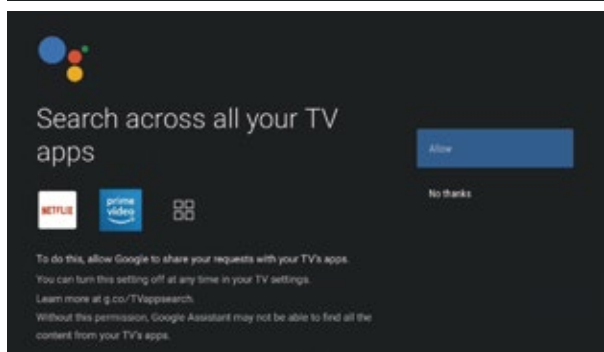 Search across all your TV
apps
Allow
No thanks
NETFLIX
prime
video
To do this, allow Google to share your requests with your TV's apps.
You can turn this setting off at any time in your TV settings.
Learn more at g.co/TVappsearch.
Without this permission, Google Assistant may not be able to find all the
content from your TV's apps.